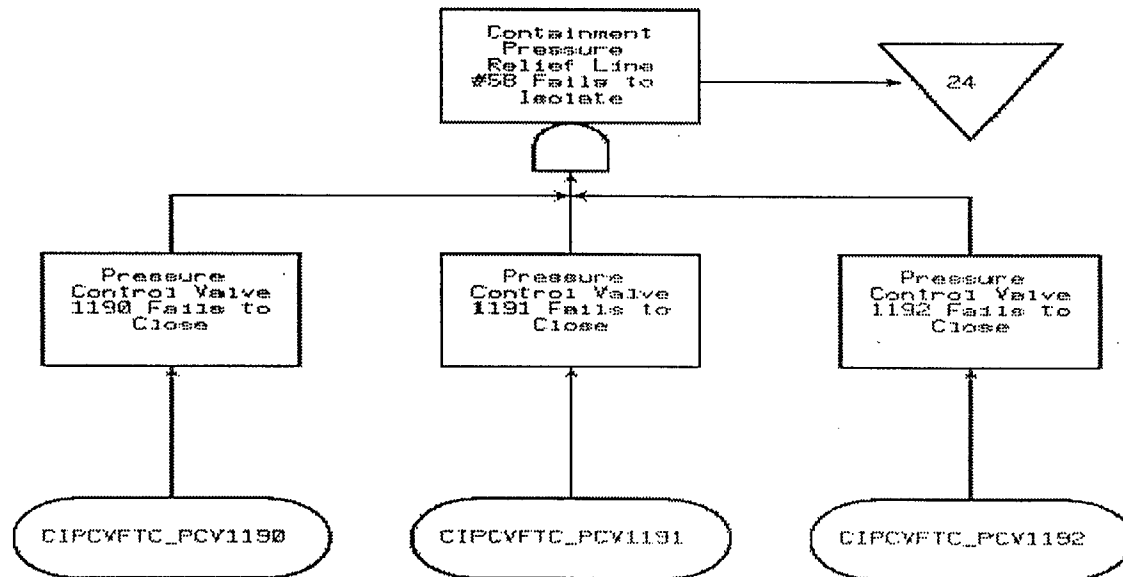 Containment
Pressure
Relief Line
#58 Fails to
Isolate
24
Pressure
Control Valve
1190 Fails to
Close
Pressure
Control Valve
1191 Fails to
Close
Pressure
Control Valve
1192 Fails to
Close
CIPCVFTC_PCV1190
CIPCVFTC_PCV1191
CIPCVFTC_PCV1192